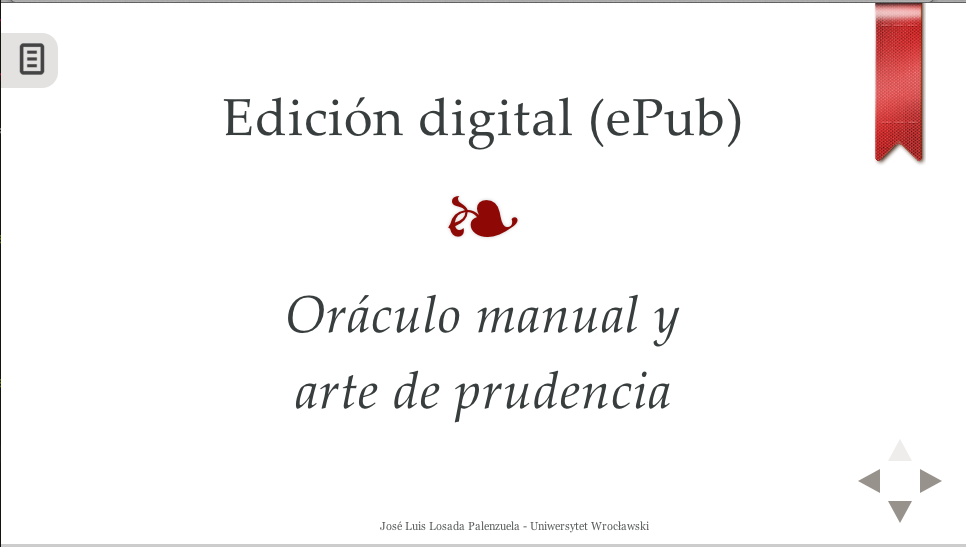 Edición digital (ePub)
❧
Oráculo manual y
arte de prudencia
José Luis Losada Palenzuela - Uniwersytet Wrocławski